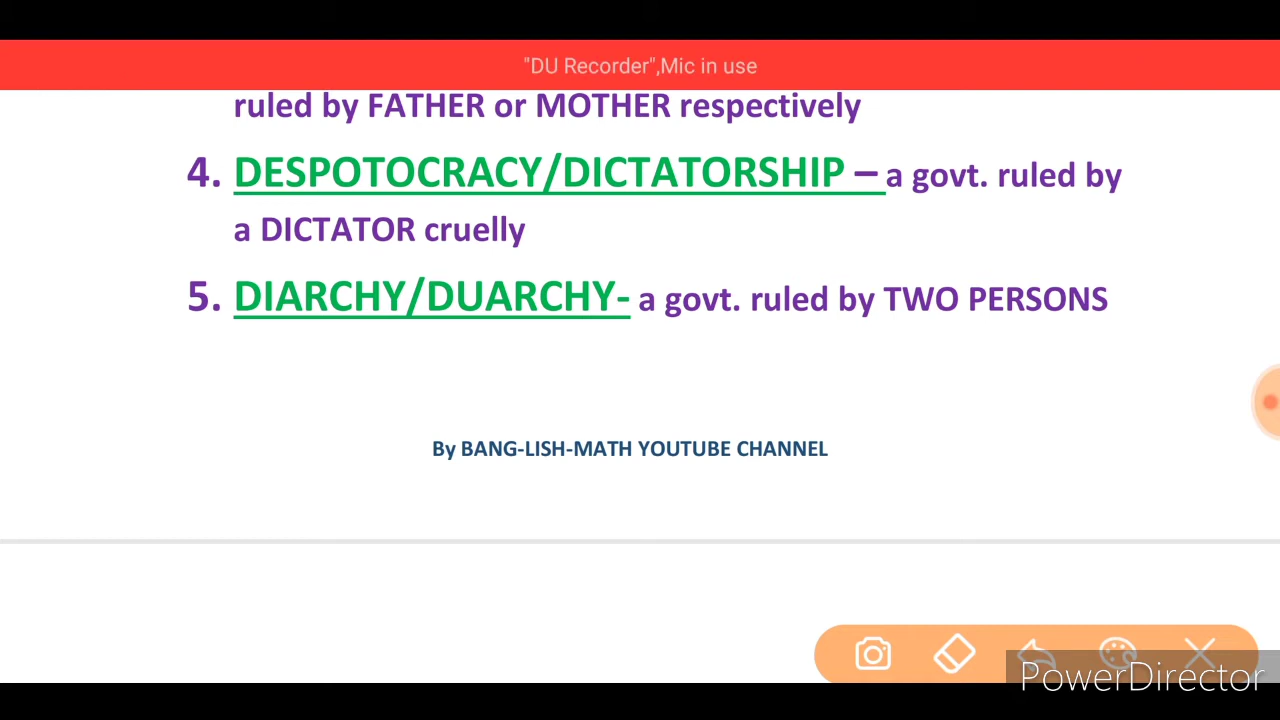 "DU Recorder",Mic in use
ruled by FATHER or MOTHER respectively
4. DESPOTOCRACY/DICTATORSHIP – a govt. ruled by
a DICTATOR cruelly
5. DIARCHY/DUARCHY- a govt. ruled by TWO PERSONS
By BANG-LISH-MATH YOUTUBE CHANNEL
PowerDirector